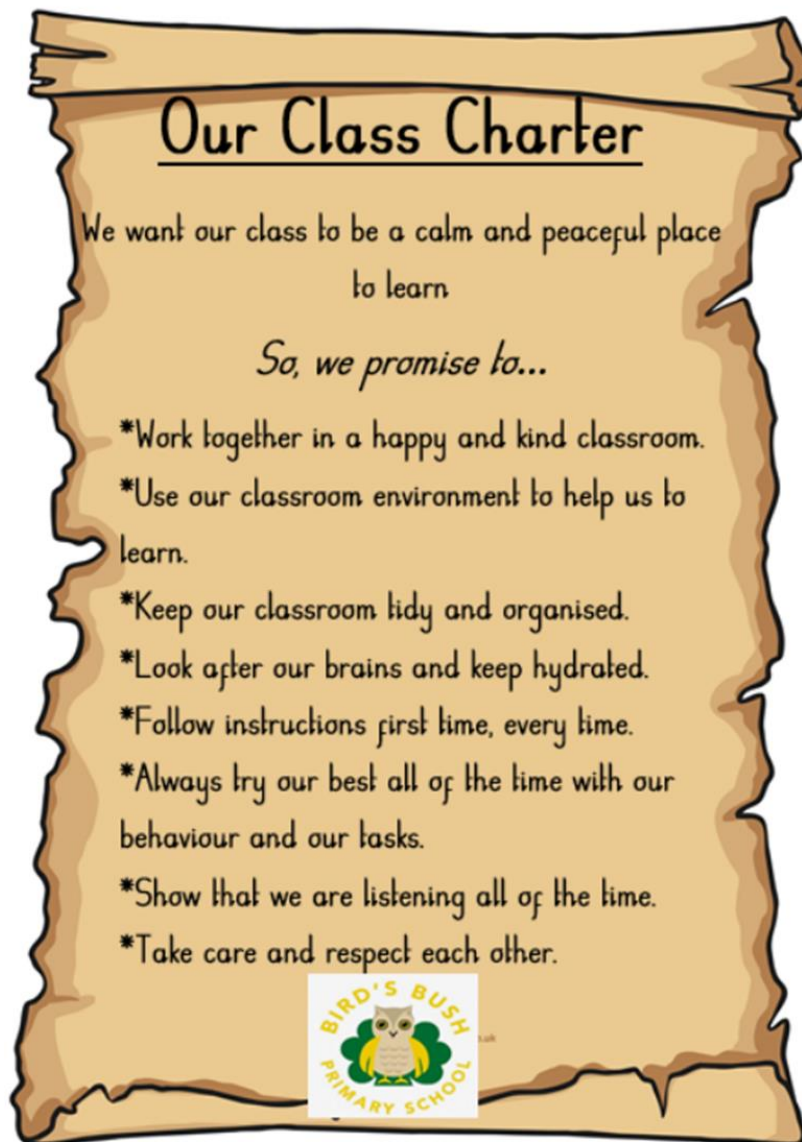 Our Class Charter
We want our class to be a calm and peaceful place
to learn
So, we promise to...
*Work together in a happy and kind classroom.
*Use our classroom environment to help us to
learn.
*Keep our classroom tidy and organised.
*Look after our brains and keep hydrated.
*Follow instructions first time, every time.
*Always try our best all of the time with our
behaviour and our tasks.
*Show that we are listening all of the time.
*Take care and respect each other.
BIRD'S BUSH
PRIMARY SCHOOL